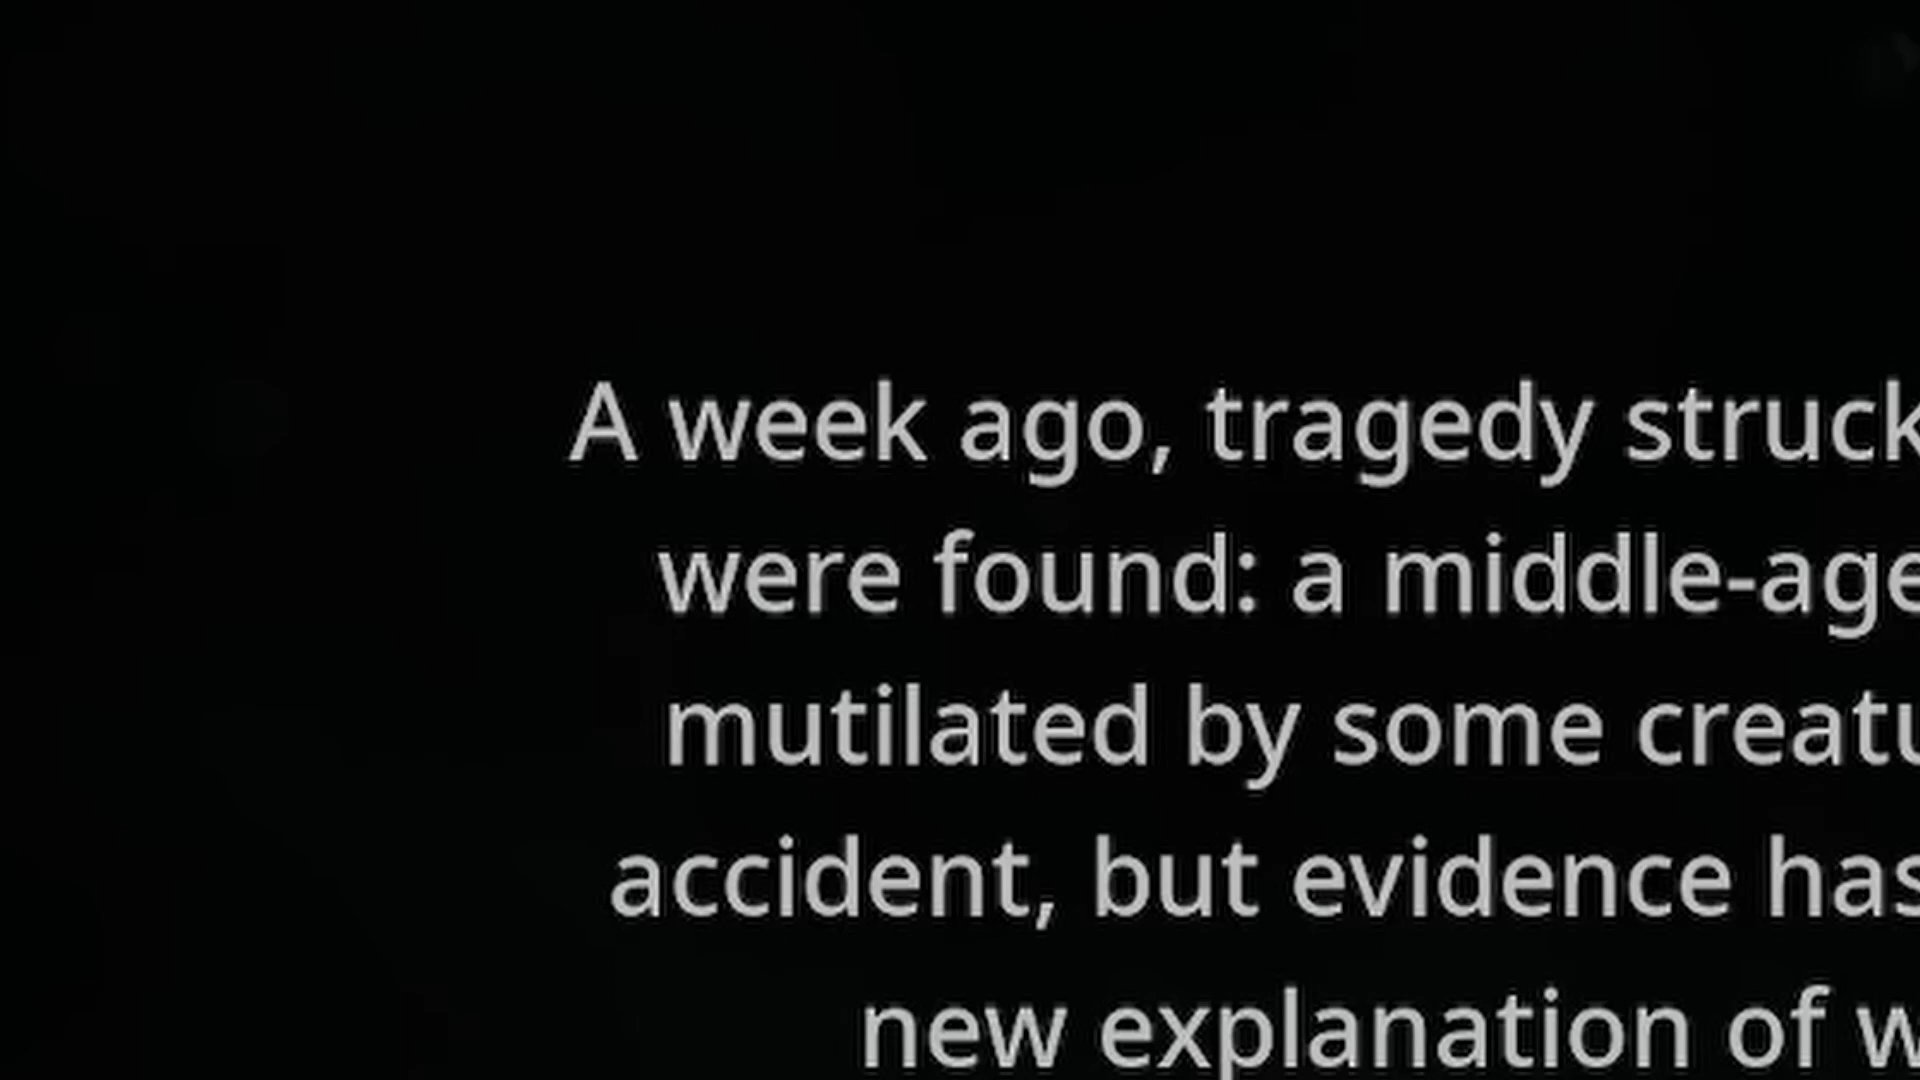 A week ago, tragedy struck
were found: a middle-age
mutilated by some creatu
accident, but evidence has
new explanation of w